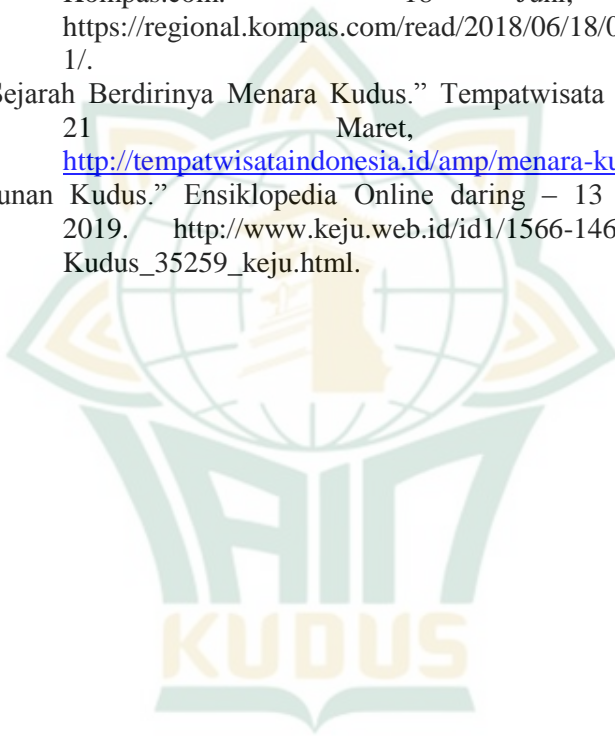 Kompas.com. 18 Juni,
https://regional.kompas.com/read/2018/06/18/0
1/.
Sejarah Berdirinya Menara Kudus.” Tempatwisata
21 Maret,
http://tempatwisataindonesia.id/amp/menara-ku
unan Kudus.” Ensiklopedia Online daring – 13
2019. http://www.keju.web.id/id1/1566-146
Kudus_35259_keju.html.
IAIN
KUDUS